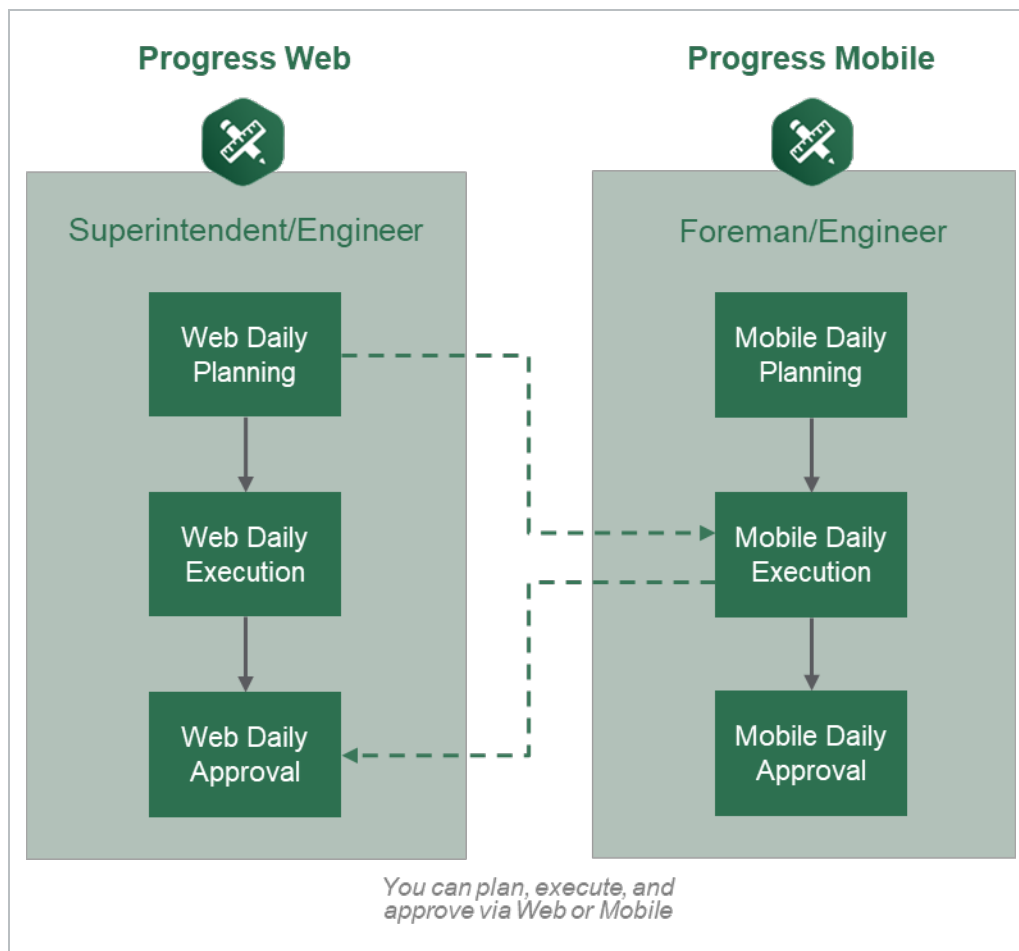 Progress Web
Progress Mobile
Superintendent/Engineer
Foreman/Engineer
Web Daily
Planning
Mobile Daily
Planning
Web Daily
Execution
Mobile Daily
Execution
Web Daily
Approval
Mobile Daily
Approval
You can plan, execute, and
approve via Web or Mobile